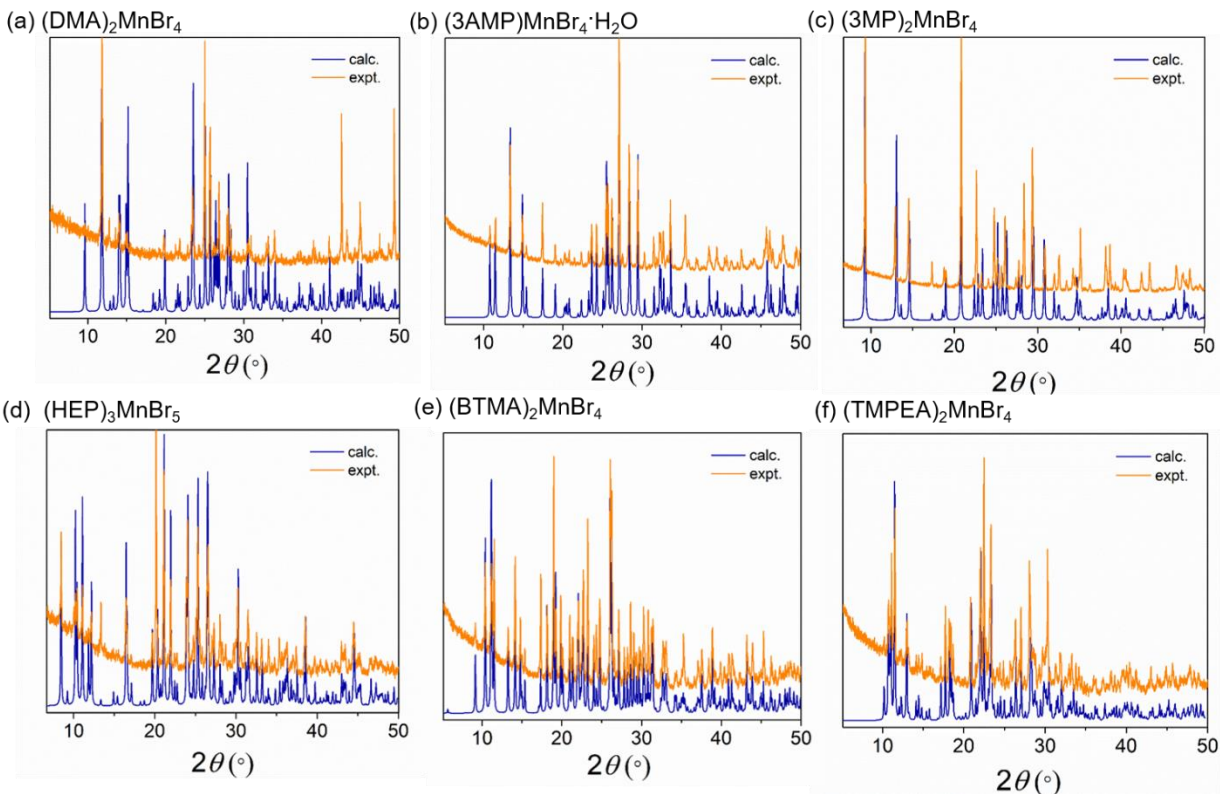 (a) (DMA)₂MnBr₄
calc.
expt.
10 20 30 40 50
2θ (°)
(b) (3AMP)MnBr₄·H₂O
calc.
expt.
10 20 30 40 50
2θ (°)
(c) (3MP)₂MnBr₄
calc.
expt.
10 20 30 40 50
2θ (°)
(d) (HEP)₃MnBr₅
calc.
expt.
10 20 30 40 50
2θ (°)
(e) (BTMA)₂MnBr₄
calc.
expt.
10 20 30 40 50
2θ (°)
(f) (TMPEA)₂MnBr₄
calc.
expt.
10 20 30 40 50
2θ (°)